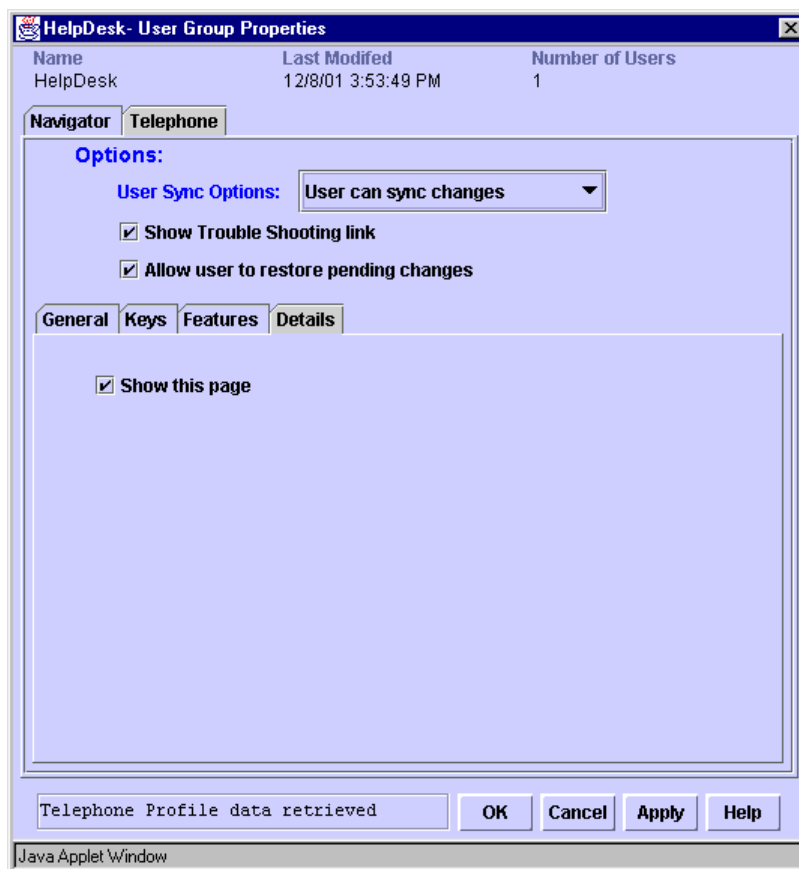 HelpDesk- User Group Properties
Name Last Modifed Number of Users
HelpDesk 12/8/01 3:53:49 PM 1
Navigator Telephone
Options:
User Sync Options: User can sync changes
Show Trouble Shooting link
Allow user to restore pending changes
General Keys Features Details
Show this page
Telephone Profile data retrieved OK Cancel Apply Help
Java Applet Window